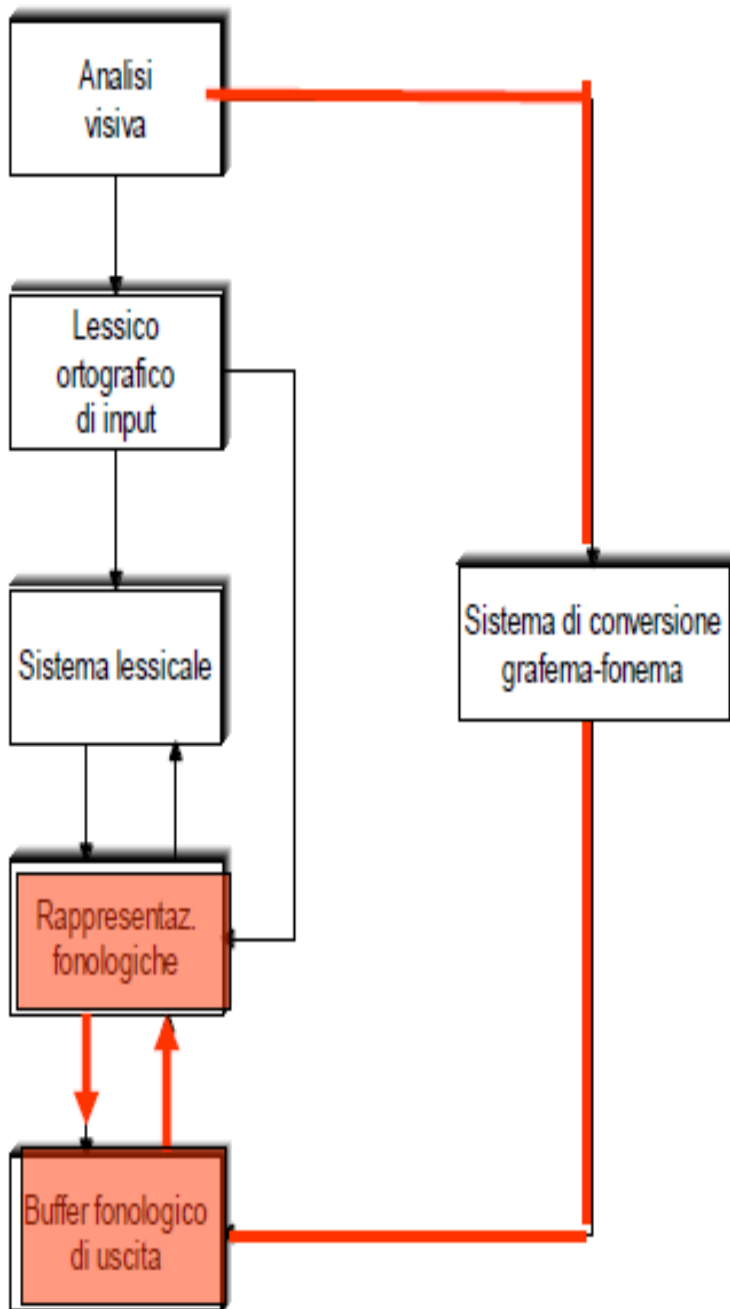 Analisi
visiva
Lessico
ortografico
di input
Sistema lessicale
Sistema di conversione
grafema-fonema
Rappresentaz.
fonologiche
Buffer fonologico
di uscita